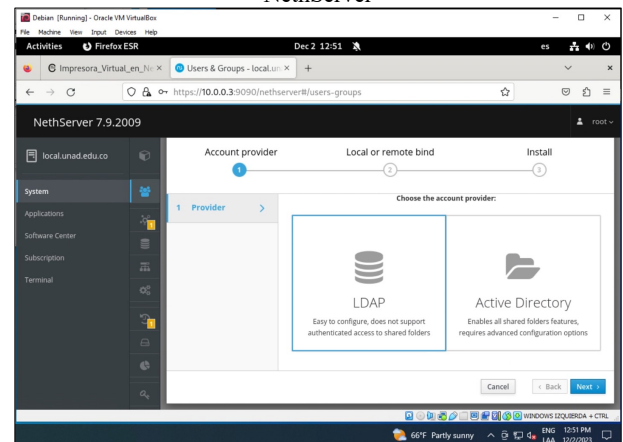 NethServer
Debian [Running] - Oracle VM VirtualBox
File Machine View Input Devices Help
Activities Firefox ESR Dec 2 12:51 es
Impresora_Virtual_en_Ne × Users & Groups - local.un × +
https://10.0.0.3:9090/nethserver#/users-groups
NethServer 7.9.2009 root
local.unad.edu.co
System
Applications
Software Center
Subscription
Terminal
1
1
Account provider Local or remote bind Install
1 2 3
1 Provider
Choose the account provider:
LDAP
Easy to configure, does not support
authenticated access to shared folders
Active Directory
Enables all shared folders features,
requires advanced configuration options
Cancel < Back Next >
WINDOWS IZQUIERDA + CTRL
66°F Partly sunny ENG 12:51 PM
LAA 12/2/2023